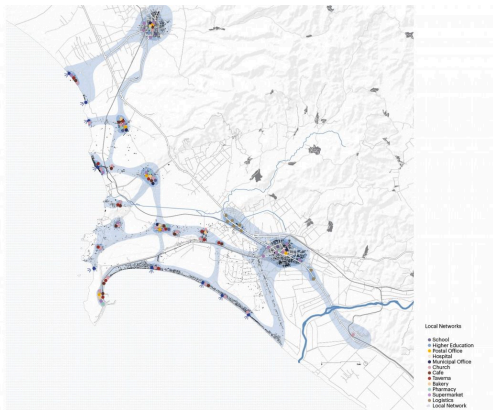 Local Networks
School
Higher Education
Postal Office
Hospital
Municipal Office
Church
Cafe
Taverna
Bakery
Pharmacy
Supermarket
Logistics
Local Network